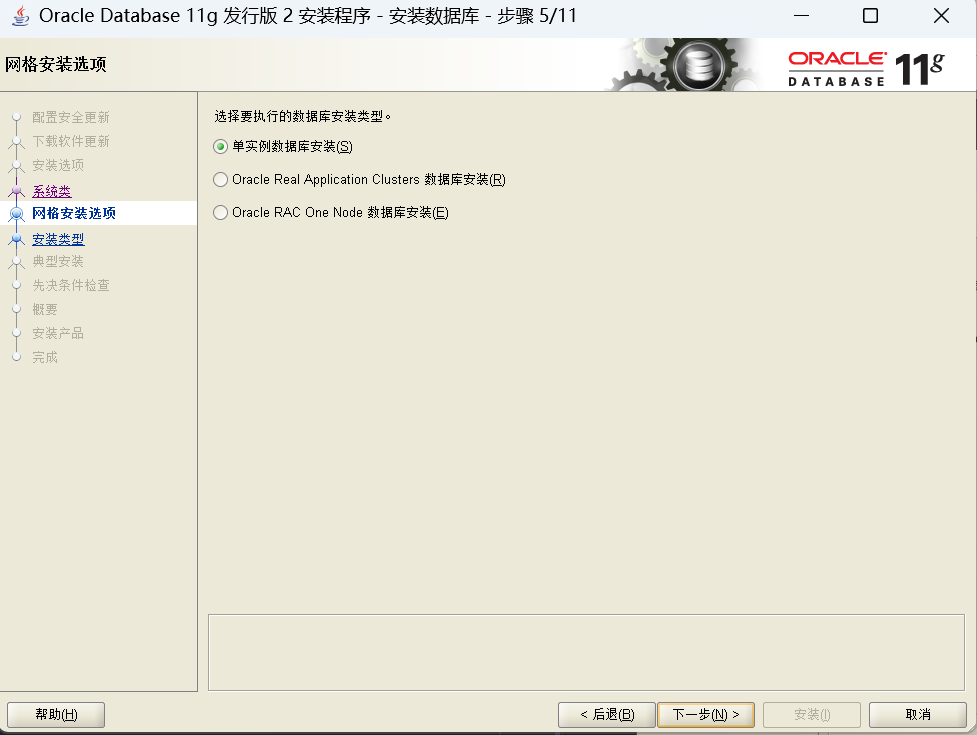 Oracle Database 11g 发行版 2 安装程序 - 安装数据库 - 步骤 5/11
网格安装选项
ORACLE
DATABASE
11g
配置安全更新
下载软件更新
安装选项
系统类
网格安装选项
安装类型
典型安装
先决条件检查
概要
安装产品
完成
选择要执行的数据库安装类型。
单实例数据库安装(S)
Oracle Real Application Clusters 数据库安装(R)
Oracle RAC One Node 数据库安装(E)
帮助(H)
< 后退(B)
下一步(N) >
安装(I)
取消